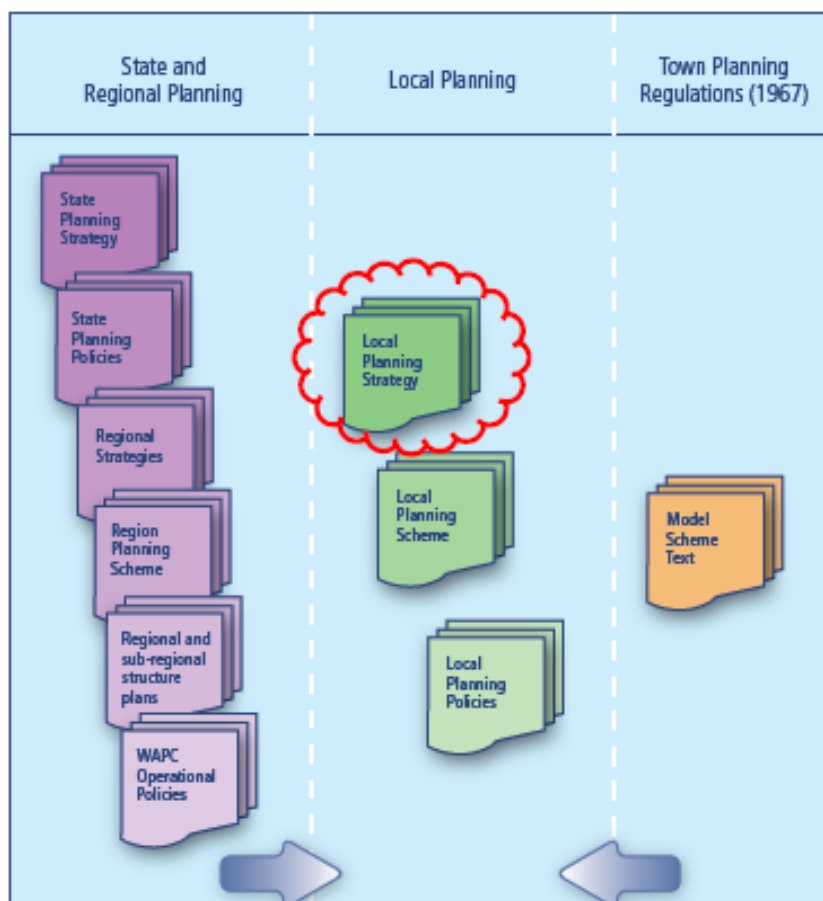 State and
Regional Planning
Local Planning
Town Planning
Regulations (1967)
State
Planning
Strategy
State
Planning
Policies
Regional
Strategies
Region
Planning
Scheme
Regional and
sub-regional
structure
plans
WAPC
Operational
Policies
Local
Planning
Strategy
Local
Planning
Scheme
Local
Planning
Policies
Model
Scheme
Text